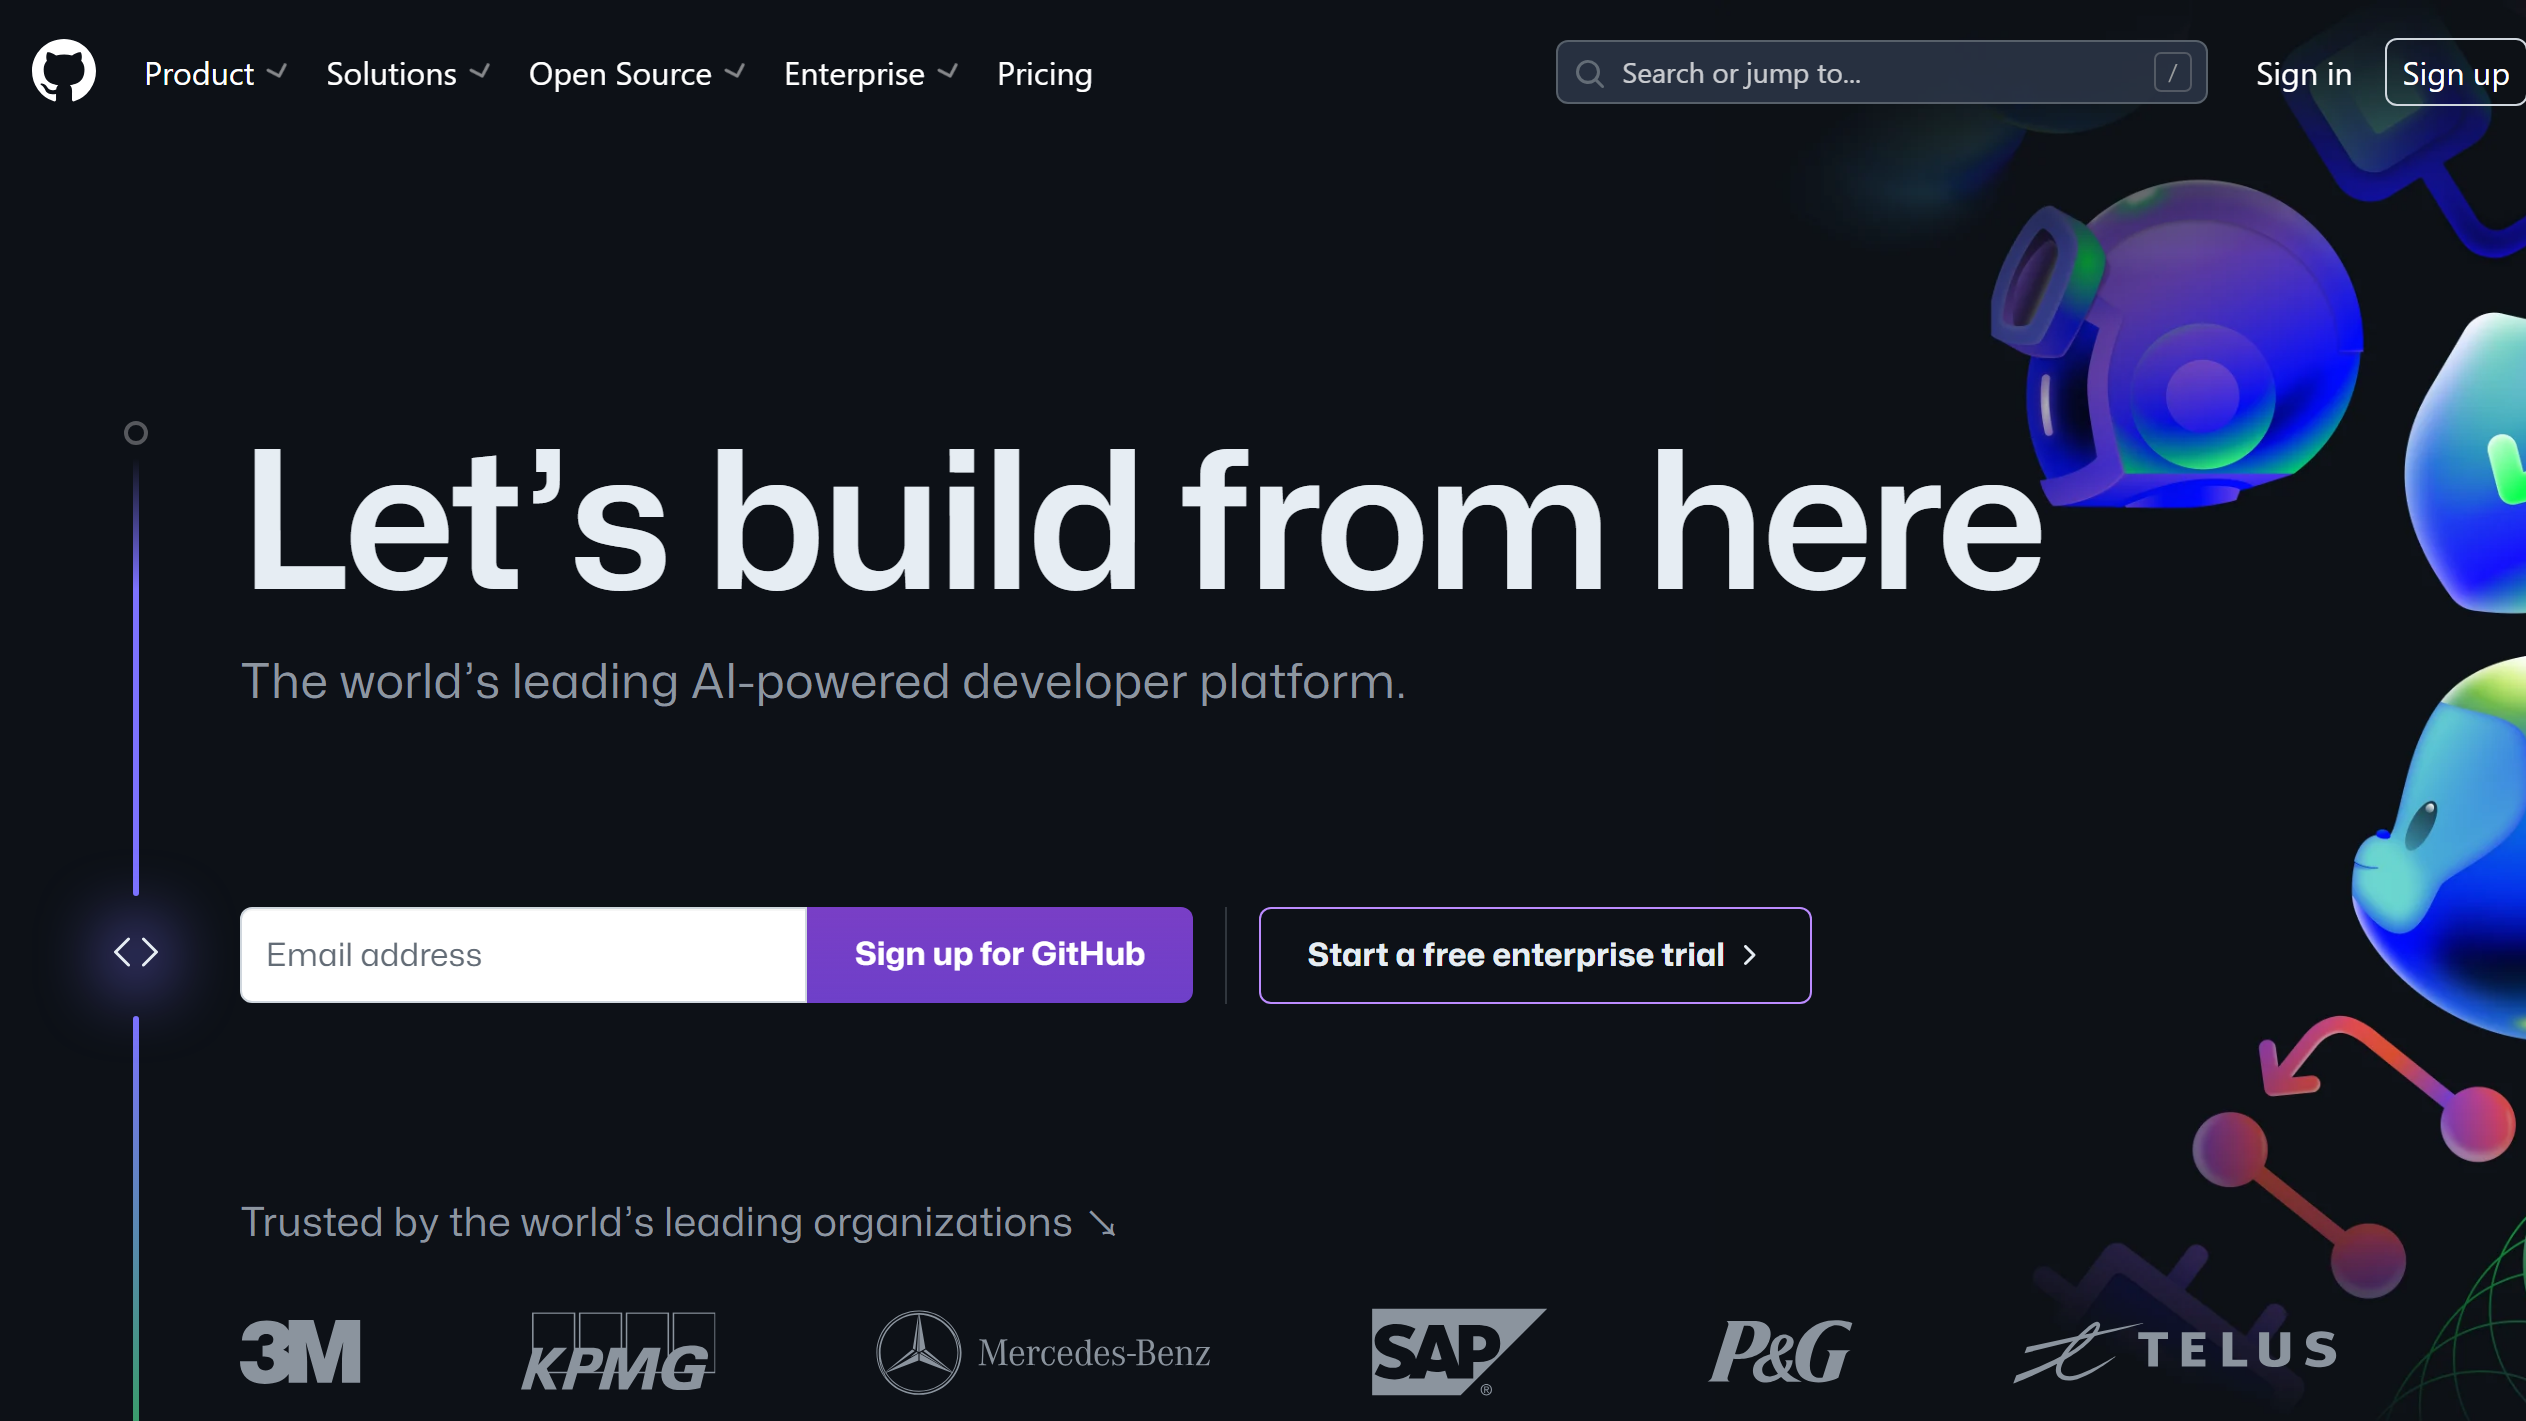 Product Solutions Open Source Enterprise Pricing Search or jump to... / Sign in Sign up
Let’s build from here
The world’s leading AI-powered developer platform.
Email address Sign up for GitHub Start a free enterprise trial
Trusted by the world’s leading organizations
3M KPMG Mercedes-Benz SAP ® P&G TELUS